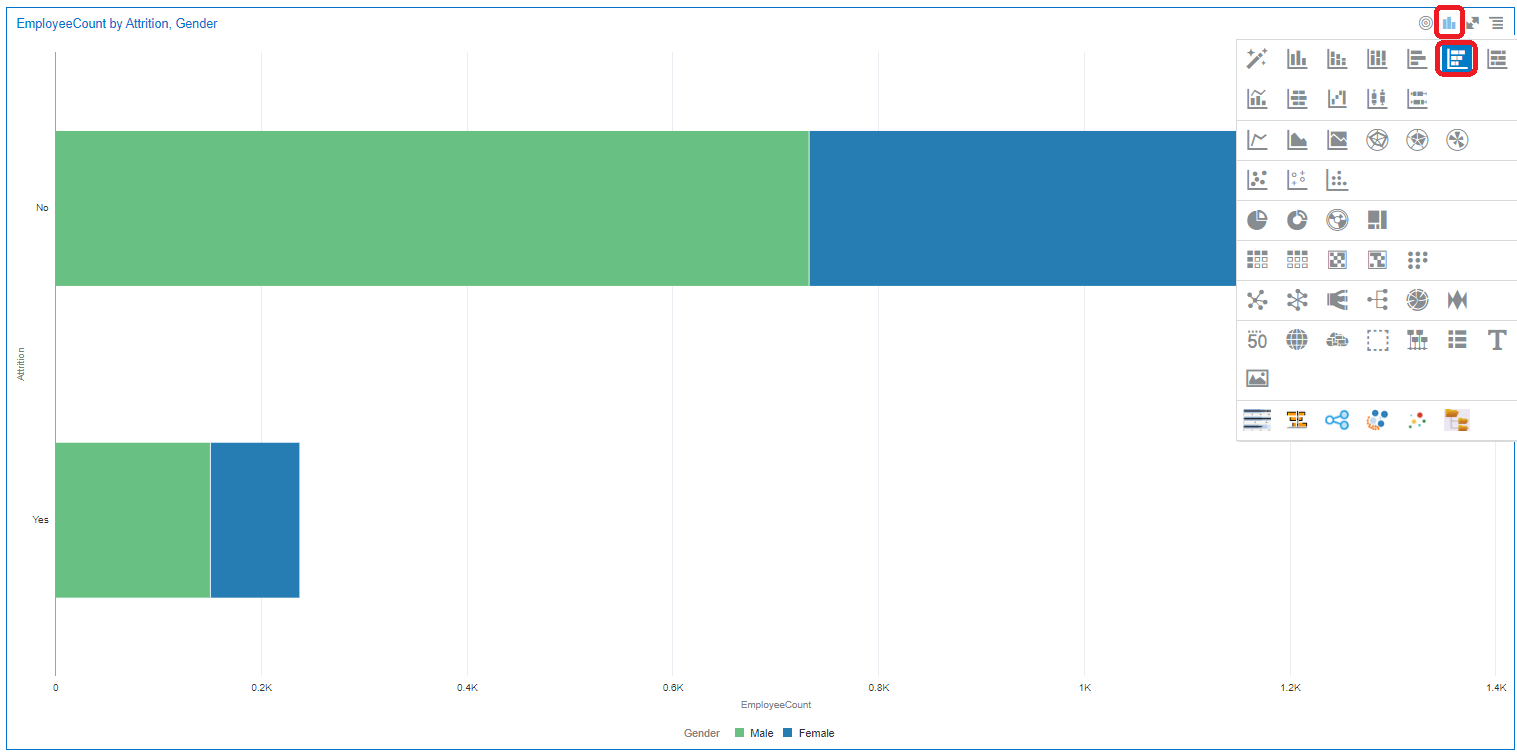 EmployeeCount by Attrition, Gender
No
Attrition
50
T
Yes
0 0.2K 0.4K 0.6K 0.8K 1K 1.2K 1.4K
EmployeeCount
Gender Male Female